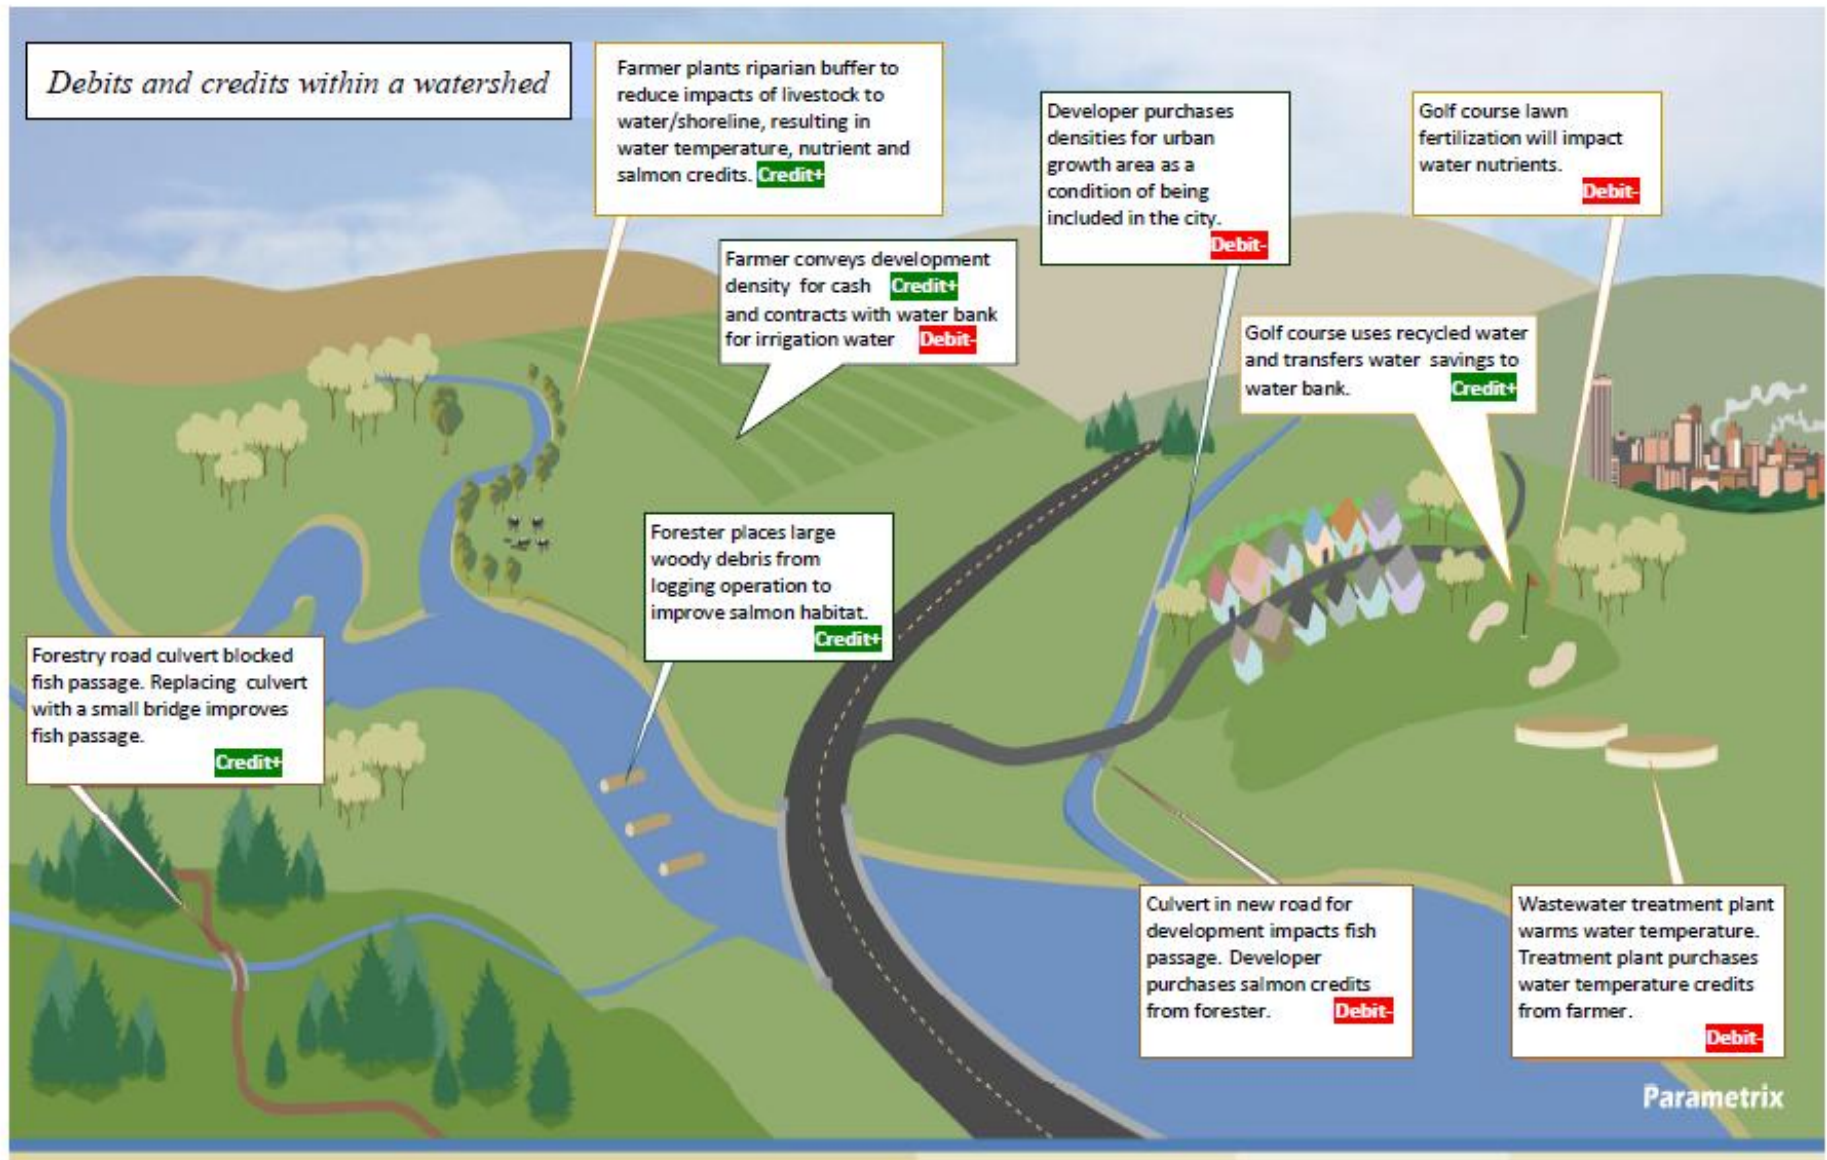 Debits and credits within a watershed
Farmer plants riparian buffer to
reduce impacts of livestock to
water/shoreline, resulting in
water temperature, nutrient and
salmon credits. Credit+
Farmer conveys development
density for cash Credit+
and contracts with water bank
for irrigation water Debit-
Developer purchases
densities for urban
growth area as a
condition of being
included in the city.
Debit-
Golf course lawn
fertilization will impact
water nutrients.
Debit-
Golf course uses recycled water
and transfers water savings to
water bank. Credit+
Forester places large
woody debris from
logging operation to
improve salmon habitat.
Credit+
Forestry road culvert blocked
fish passage. Replacing culvert
with a small bridge improves
fish passage.
Credit+
Culvert in new road for
development impacts fish
passage. Developer
purchases salmon credits
from forester. Debit-
Wastewater treatment plant
warms water temperature.
Treatment plant purchases
water temperature credits
from farmer.
Debit-
Parametrix